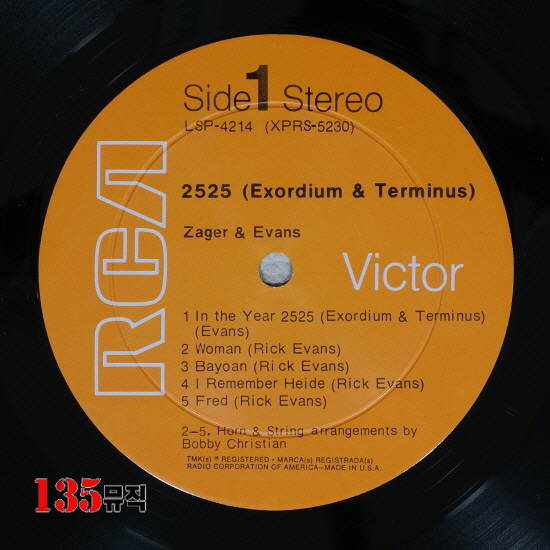 Side 1 Stereo
LSP-4214 (XPRS-5230)
RCA
2525 (Exordium & Terminus)
Zager & Evans
Victor
1 In the Year 2525 (Exordium & Terminus)
(Evans)
2 Woman (Rick Evans)
3 Bayoan (Rick Evans)
4 I Remember Heide (Rick Evans)
5 Fred (Rick Evans)
2–5. Horn & String arrangements by
Bobby Christian
TMK(s) ® REGISTERED • MARCA(s) REGISTRADA(s)
RADIO CORPORATION OF AMERICA–MADE IN U.S.A.
135뮤직